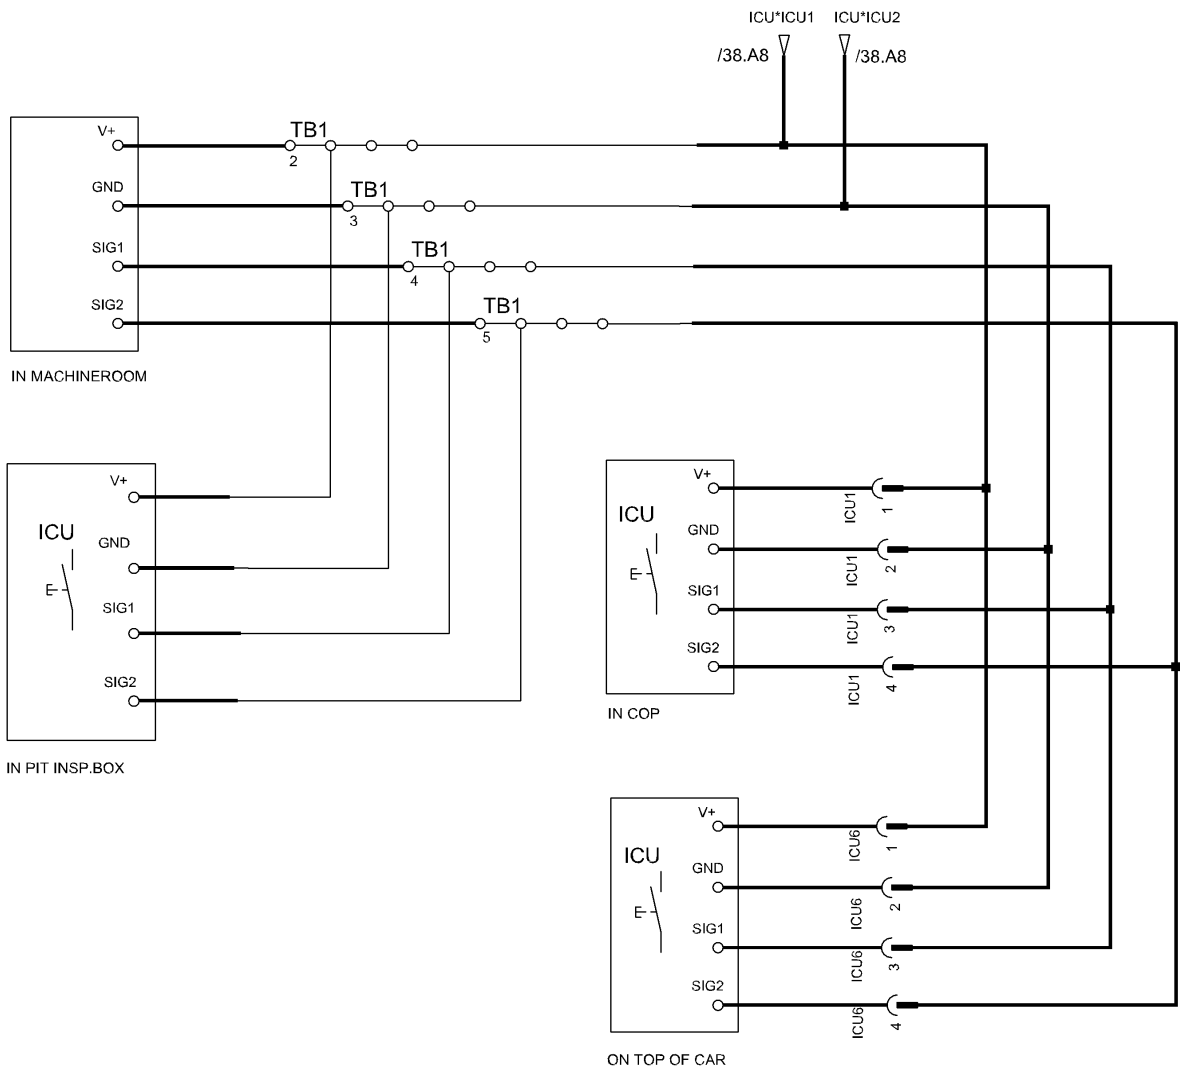 ICU*ICU1 ICU*ICU2
/38.A8 /38.A8
V+ TB1
2
GND TB1
3
SIG1 TB1
4
SIG2 TB1
5
IN MACHINEROOM
V+
ICU
GND
SIG1
SIG2
IN PIT INSP.BOX
V+
ICU1 1
ICU
GND
ICU1 2
SIG1
ICU1 3
SIG2
ICU1 4
IN COP
V+
ICU6 1
ICU
GND
ICU6 2
SIG1
ICU6 3
SIG2
ICU6 4
ON TOP OF CAR